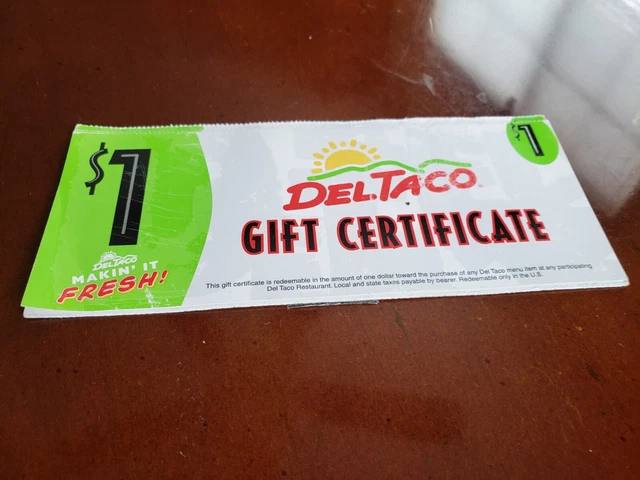 $1
DEL TACO
MAKIN' IT
FRESH!
DEL TACO
GIFT CERTIFICATE
This gift certificate is redeemable in the amount of one dollar toward the purchase of any Del Taco menu item at any participating
Del Taco Restaurant. Local and state taxes payable by bearer. Redeemable only in the U.S.
$1